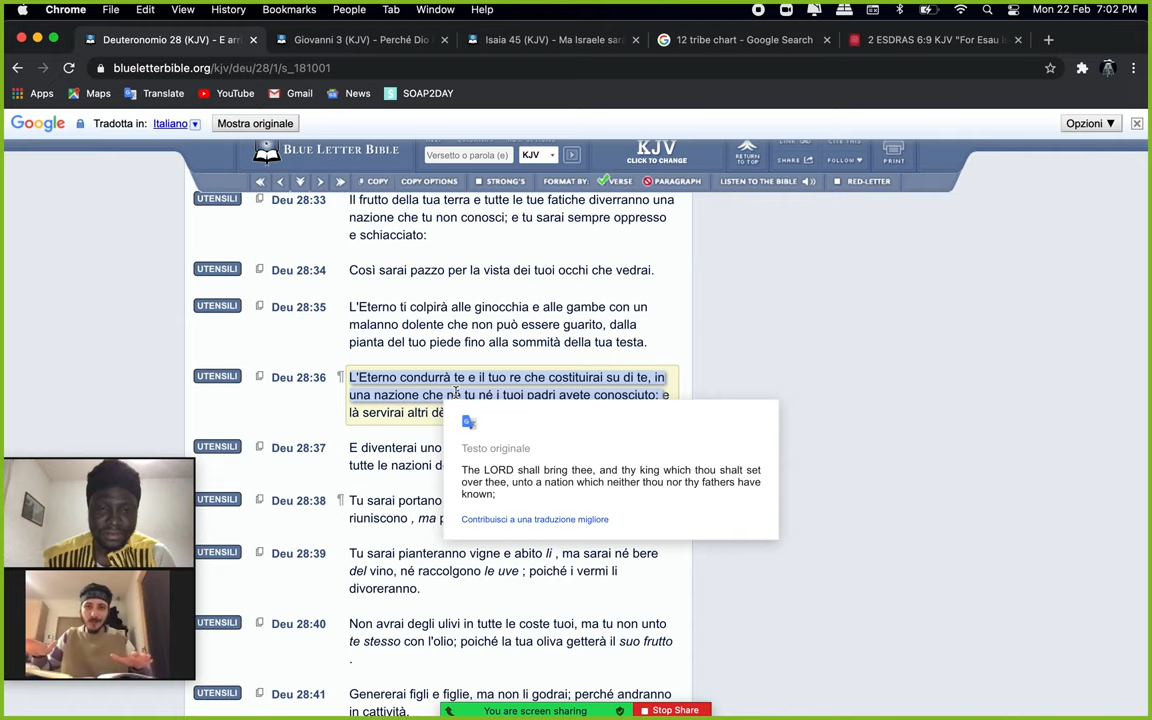 Chrome File Edit View History Bookmarks People Tab Window Help Mon 22 Feb 7:02 PM
Deuteronomio 28 (KJV) - E arr
Giovanni 3 (KJV) - Perché Dio
Isaia 45 (KJV) - Ma Israele sar
12 tribe chart - Google Search
2 ESDRAS 6:9 KJV "For Esau i
blueletterbible.org/kjv/deu/28/1/s_181001
Apps Maps Translate YouTube Gmail News SOAP2DAY
Google Tradotta in: Italiano Mostra originale Opzioni ▼
BLUE LETTER BIBLE
Versetto o parola (e) KJV
KJV
CLICK TO CHANGE
RETURN TO TOP
LINK
SHARE
CITE THIS
FOLLOW
PRINT
COPY COPY OPTIONS STRONG'S FORMAT BY: VERSE PARAGRAPH LISTEN TO THE BIBLE RED-LETTER
UTENSILI Deu 28:33 Il frutto della tua terra e tutte le tue fatiche diverranno una
nazione che tu non conosci; e tu sarai sempre oppresso
e schiacciato:
UTENSILI Deu 28:34 Così sarai pazzo per la vista dei tuoi occhi che vedrai.
UTENSILI Deu 28:35 L'Eterno ti colpirà alle ginocchia e alle gambe con un
malanno dolente che non può essere guarito, dalla
pianta del tuo piede fino alla sommità della tua testa.
UTENSILI Deu 28:36 ¶ L'Eterno condurrà te e il tuo re che costituirai su di te, in
una nazione che né tu né i tuoi padri avete conosciuto; e
là servirai altri dè
Testo originale
The LORD shall bring thee, and thy king which thou shalt set
over thee, unto a nation which neither thou nor thy fathers have
known;
Contribuisci a una traduzione migliore
UTENSILI Deu 28:37 E diventerai uno
tutte le nazioni d
UTENSILI Deu 28:38 ¶ Tu sarai portano
riuniscono , ma p
UTENSILI Deu 28:39 Tu sarai pianteranno vigne e abito li , ma sarai né bere
del vino, né raccolgono le uve ; poiché i vermi li
divoreranno.
UTENSILI Deu 28:40 Non avrai degli ulivi in tutte le coste tuoi, ma tu non unto
te stesso con l'olio; poiché la tua oliva getterà il suo frutto
.
UTENSILI Deu 28:41 Genererai figli e figlie, ma non li godrai; perché andranno
in cattività.
You are screen sharing Stop Share